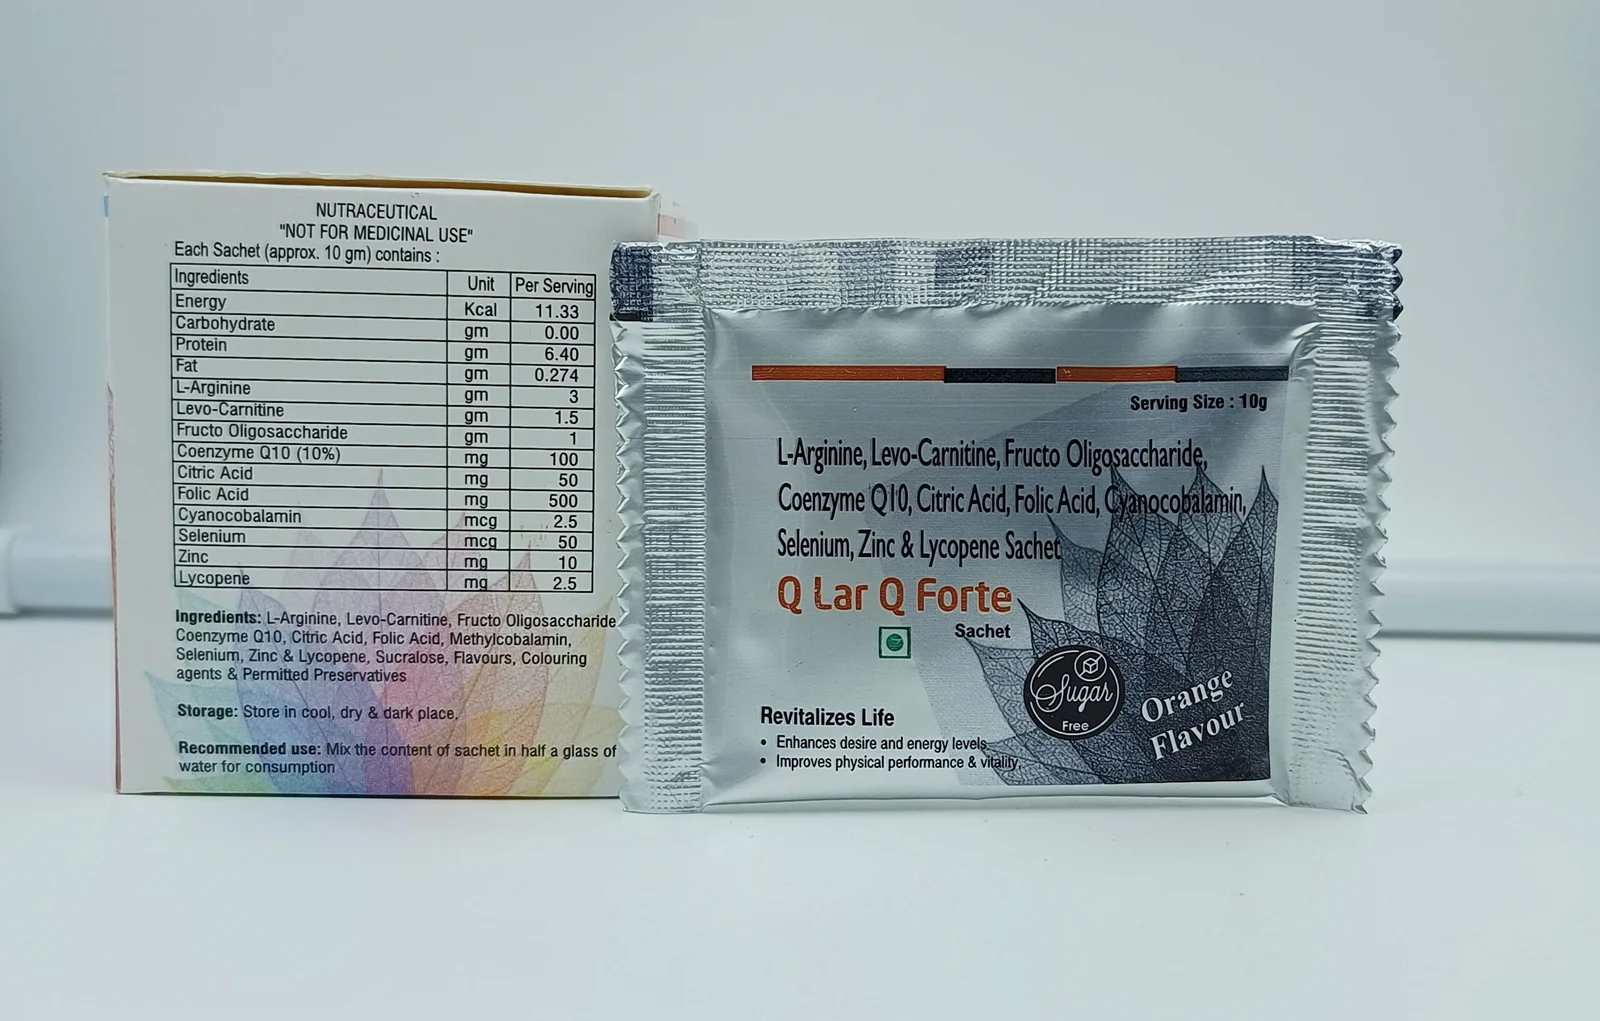 NUTRACEUTICAL
"NOT FOR MEDICINAL USE"
Each Sachet (approx. 10 gm) contains :
Ingredients Unit Per Serving
Energy Kcal 11.33
Carbohydrate gm 0.00
Protein gm 6.40
Fat gm 0.274
L-Arginine gm 3
Levo-Carnitine gm 1.5
Fructo Oligosaccharide gm 1
Coenzyme Q10 (10%) mg 100
Citric Acid mg 50
Folic Acid mg 500
Cyanocobalamin mcg 2.5
Selenium mcg 50
Zinc mg 10
Lycopene mg 2.5
Ingredients: L-Arginine, Levo-Carnitine, Fructo Oligosaccharide
Coenzyme Q10, Citric Acid, Folic Acid, Methylcobalamin,
Selenium, Zinc & Lycopene, Sucralose, Flavours, Colouring
agents & Permitted Preservatives
Storage: Store in cool, dry & dark place.
Recommended use: Mix the content of sachet in half a glass of
water for consumption
Serving Size : 10g
L-Arginine, Levo-Carnitine, Fructo Oligosaccharide,
Coenzyme Q10, Citric Acid, Folic Acid, Cyanocobalamin,
Selenium, Zinc & Lycopene Sachet
Q Lar Q Forte
Sachet
Sugar
Free
Orange
Flavour
Revitalizes Life
• Enhances desire and energy levels.
• Improves physical performance & vitality.